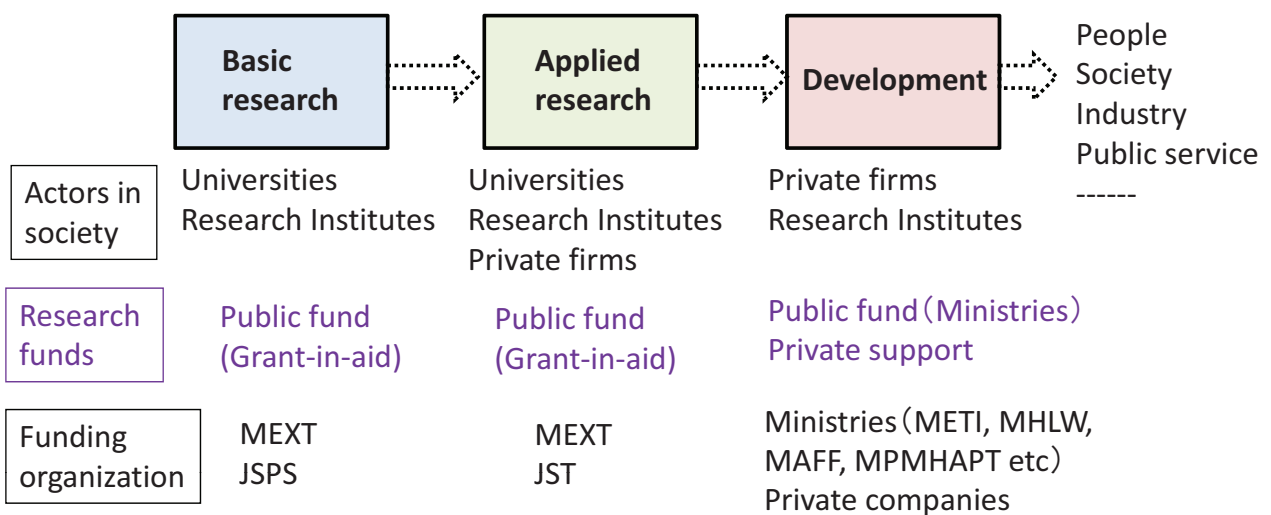 Basic
research
Applied
research
Development
People
Society
Industry
Public service
------
Actors in
society
Universities
Research Institutes
Universities
Research Institutes
Private firms
Private firms
Research Institutes
Research
funds
Public fund
(Grant-in-aid)
Public fund
(Grant-in-aid)
Public fund（Ministries）
Private support
Funding
organization
MEXT
JSPS
MEXT
JST
Ministries（METI, MHLW,
MAFF, MPMHAPT etc）
Private companies